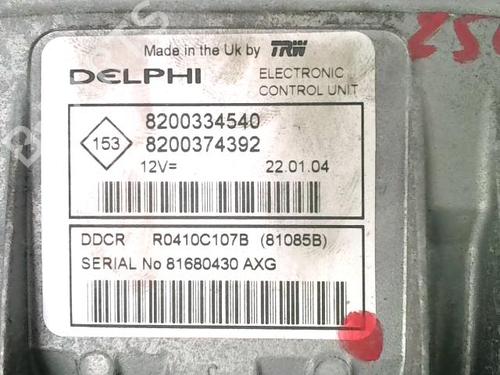 Made in the Uk by TRW
DELPHI ELECTRONIC CONTROL UNIT
153
8200334540
8200374392
12V= 22.01.04
DDCR R0410C107B (81085B)
SERIAL No 81680430 AXG